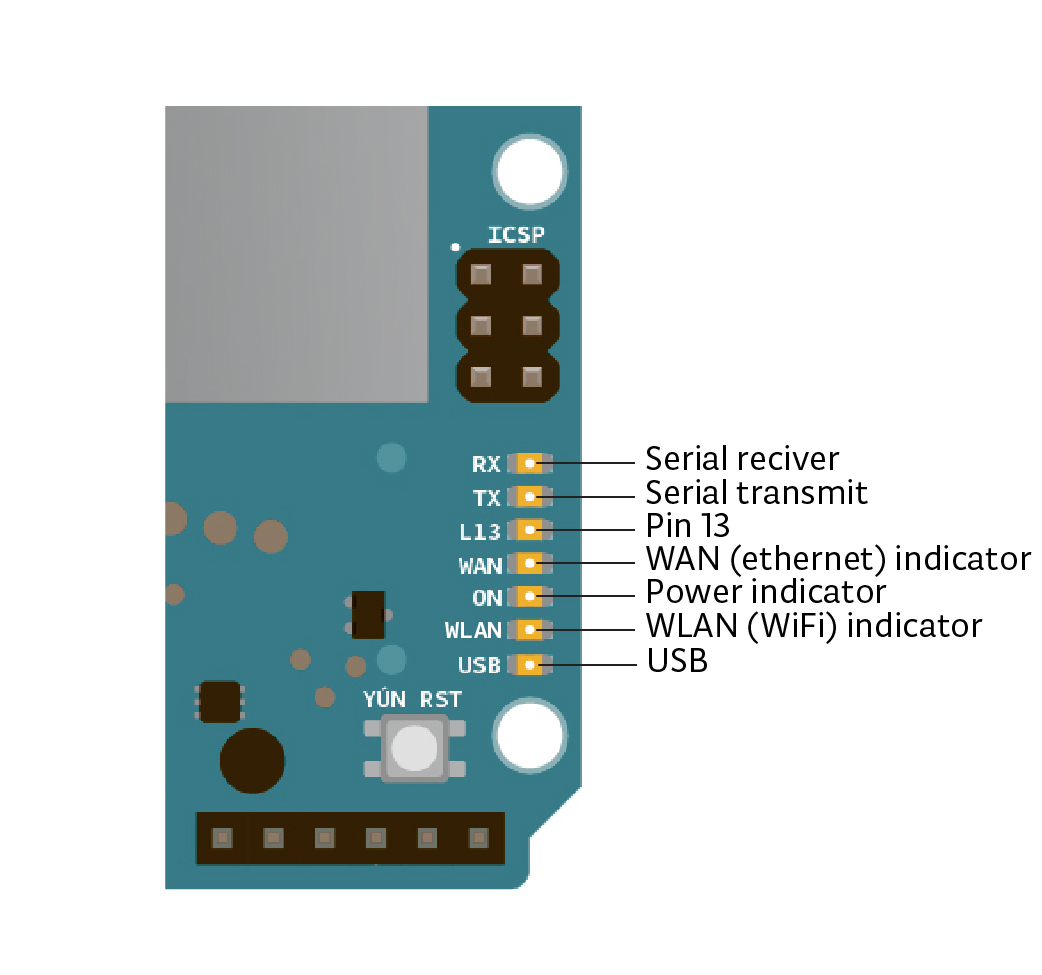 ICSP
RX Serial reciver
TX Serial transmit
L13 Pin 13
WAN WAN (ethernet) indicator
ON Power indicator
WLAN WLAN (WiFi) indicator
USB USB
YÚN RST